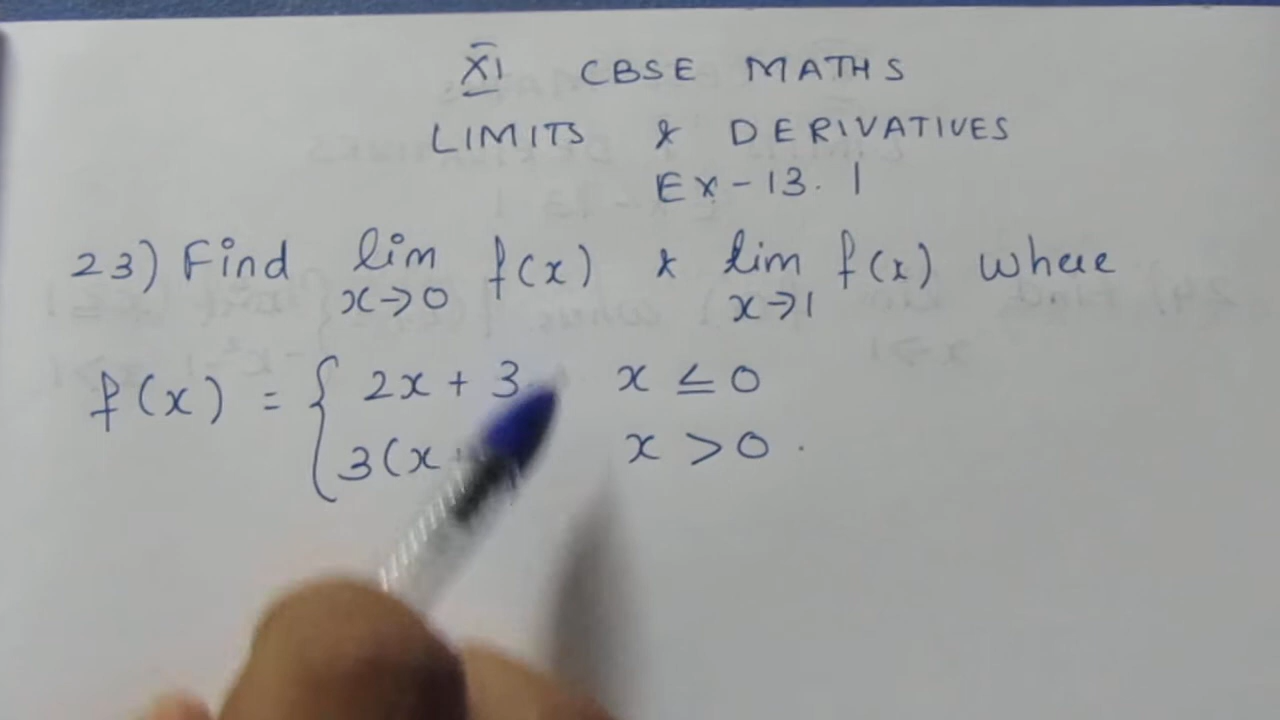 XI CBSE MATHS
LIMITS & DERIVATIVES
Ex-13.1
23) Find lim f(x) & lim f(x) where
x→0 x→1
f(x) = { 2x + 3 x ≤ 0
3(x x > 0.